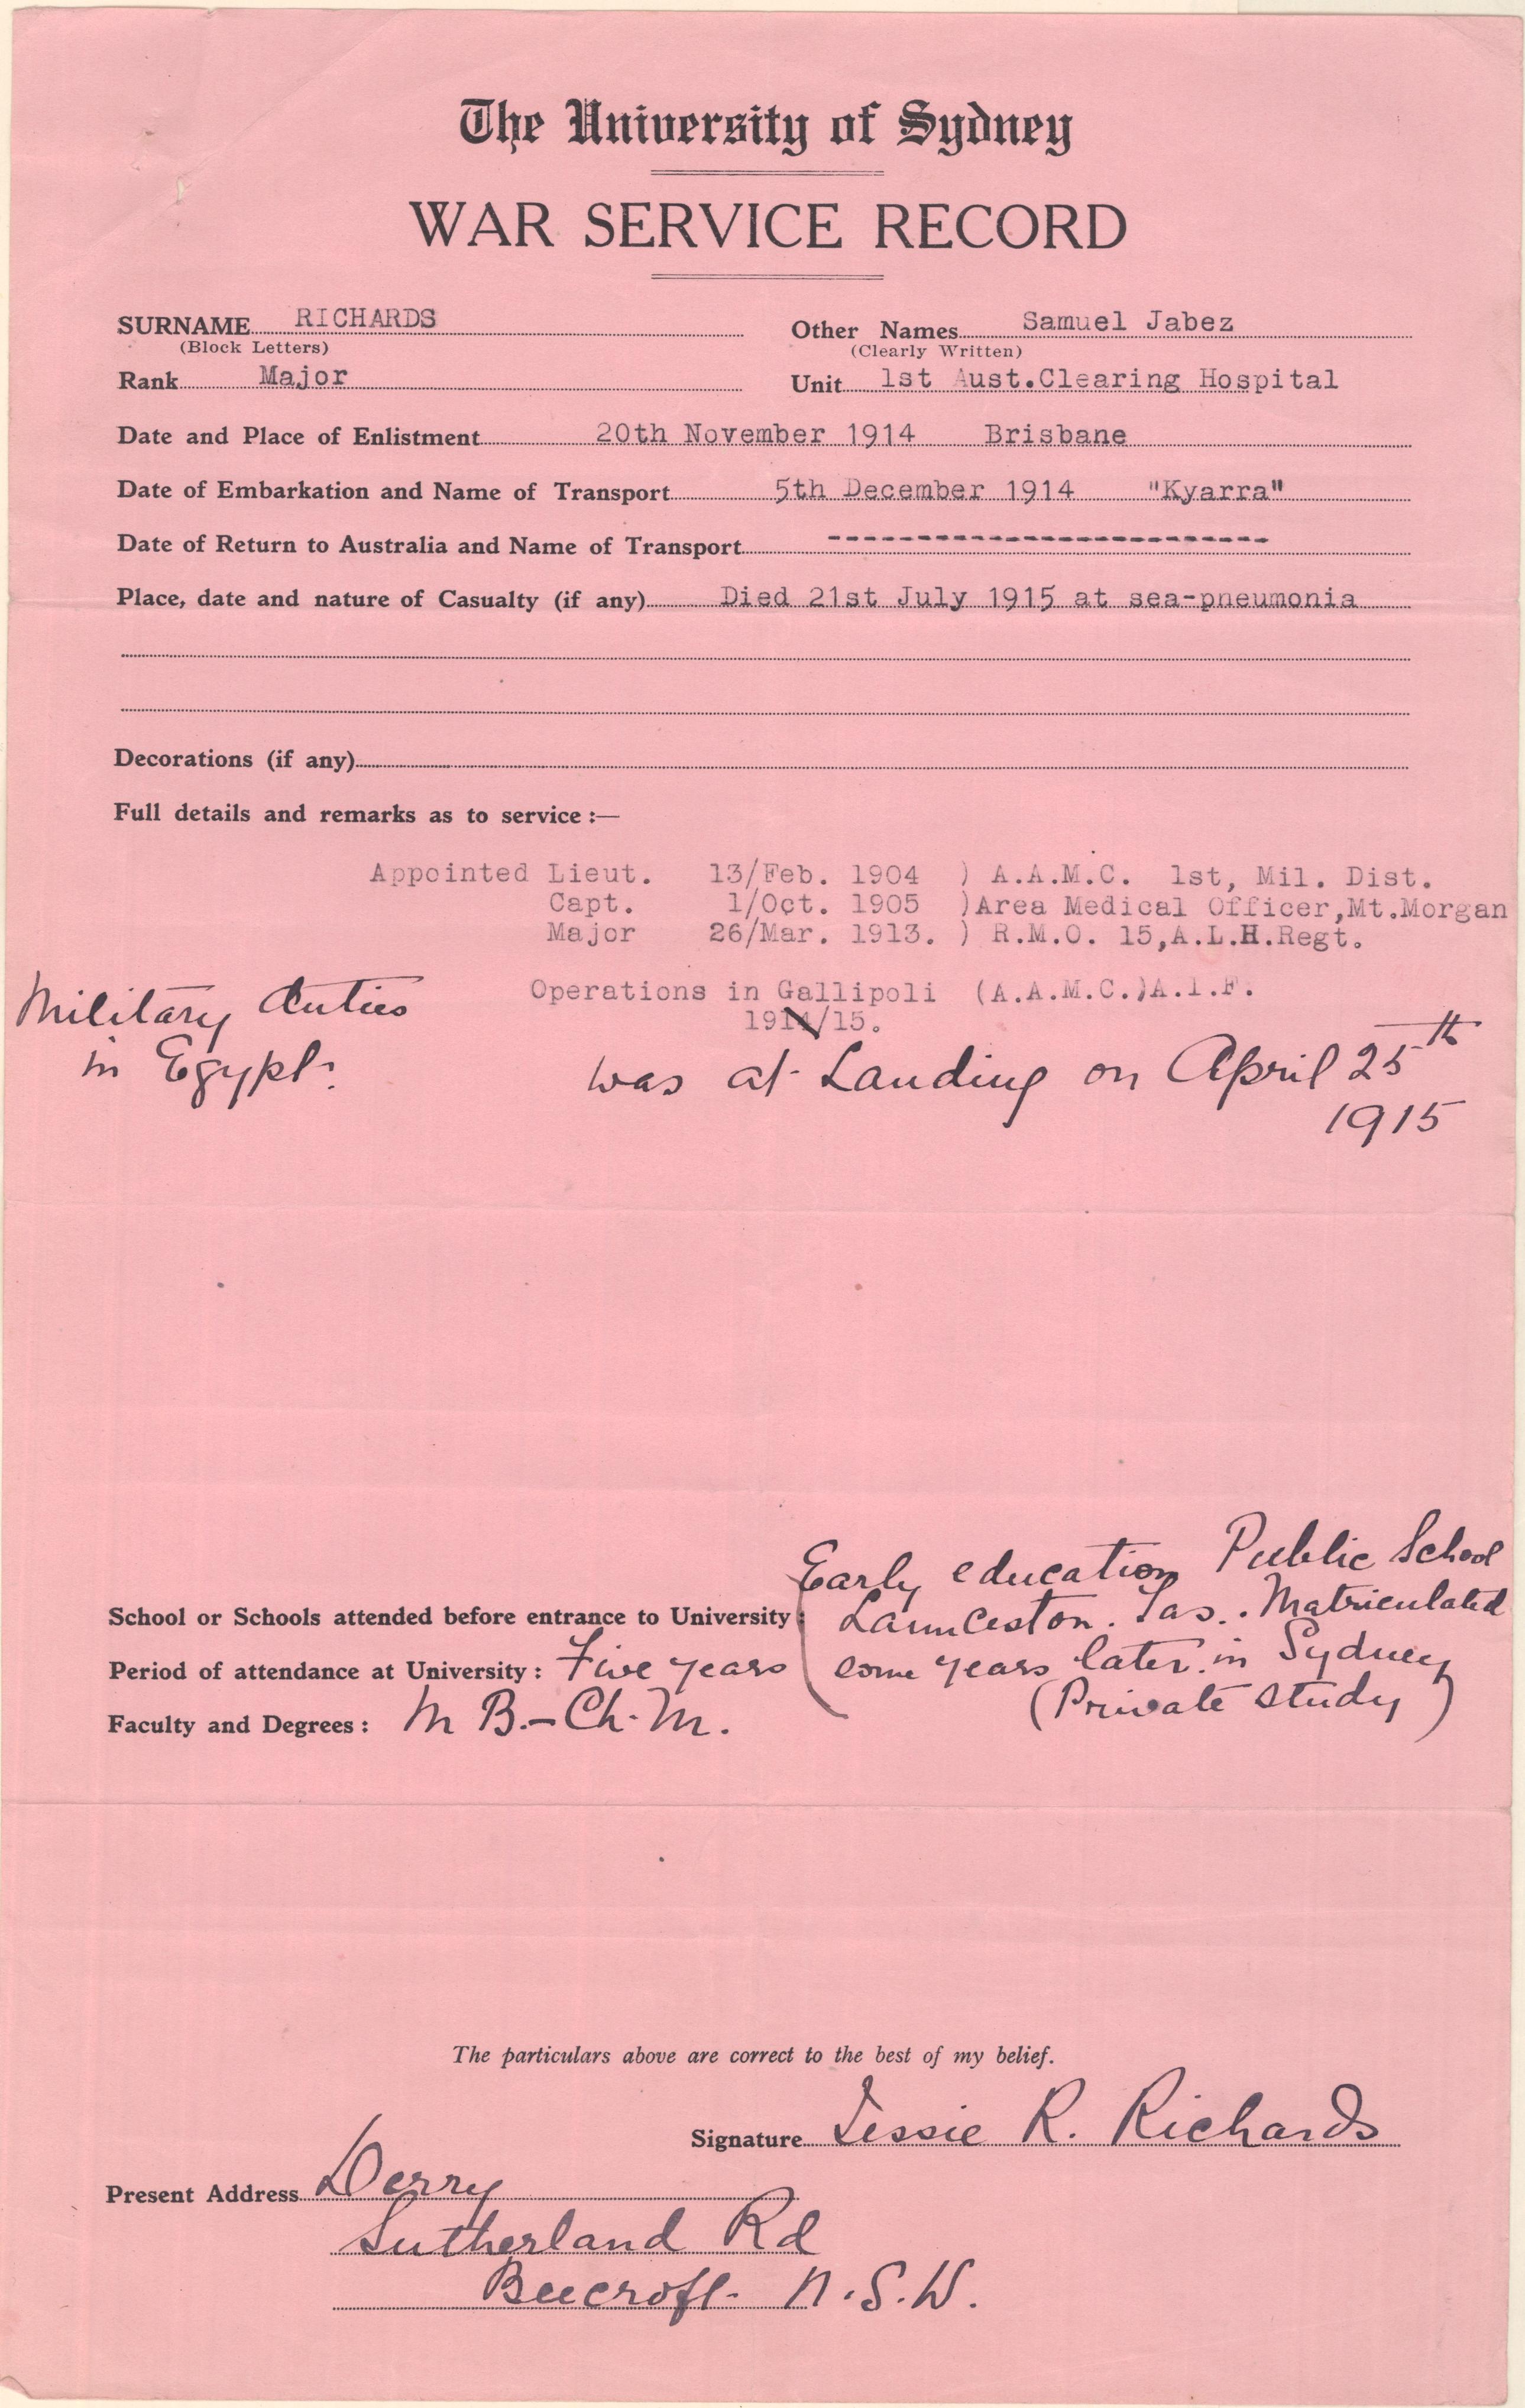 The University of Sydney
WAR SERVICE RECORD
SURNAME RICHARDS Other Names Samuel Jabez
(Block Letters) (Clearly Written)
Rank Major Unit 1st Aust.Clearing Hospital
Date and Place of Enlistment 20th November 1914 Brisbane
Date of Embarkation and Name of Transport 5th December 1914 "Kyarra"
Date of Return to Australia and Name of Transport -------------------------
Place, date and nature of Casualty (if any) Died 21st July 1915 at sea-pneumonia
Decorations (if any)
Full details and remarks as to service :—
Appointed Lieut. 13/Feb. 1904 ) A.A.M.C. 1st, Mil. Dist.
Capt. 1/Oct. 1905 )Area Medical Officer,Mt.Morgan
Major 26/Mar. 1913. ) R.M.O. 15,A.L.H.Regt.
Military duties
in Egypt.
Operations in Gallipoli (A.A.M.C.)A.I.F.
1914/15.
was at Landing on April 25th
1915
Early education Public School
School or Schools attended before entrance to University : Launceston. Tas.. Matriculated
Period of attendance at University : Five years ( some years later in Sydney
(Private study)
Faculty and Degrees : M B.-Ch.M.
The particulars above are correct to the best of my belief.
Signature Jessie R. Richards
Present Address Derry
Sutherland Rd
Beecroft N.S.W.